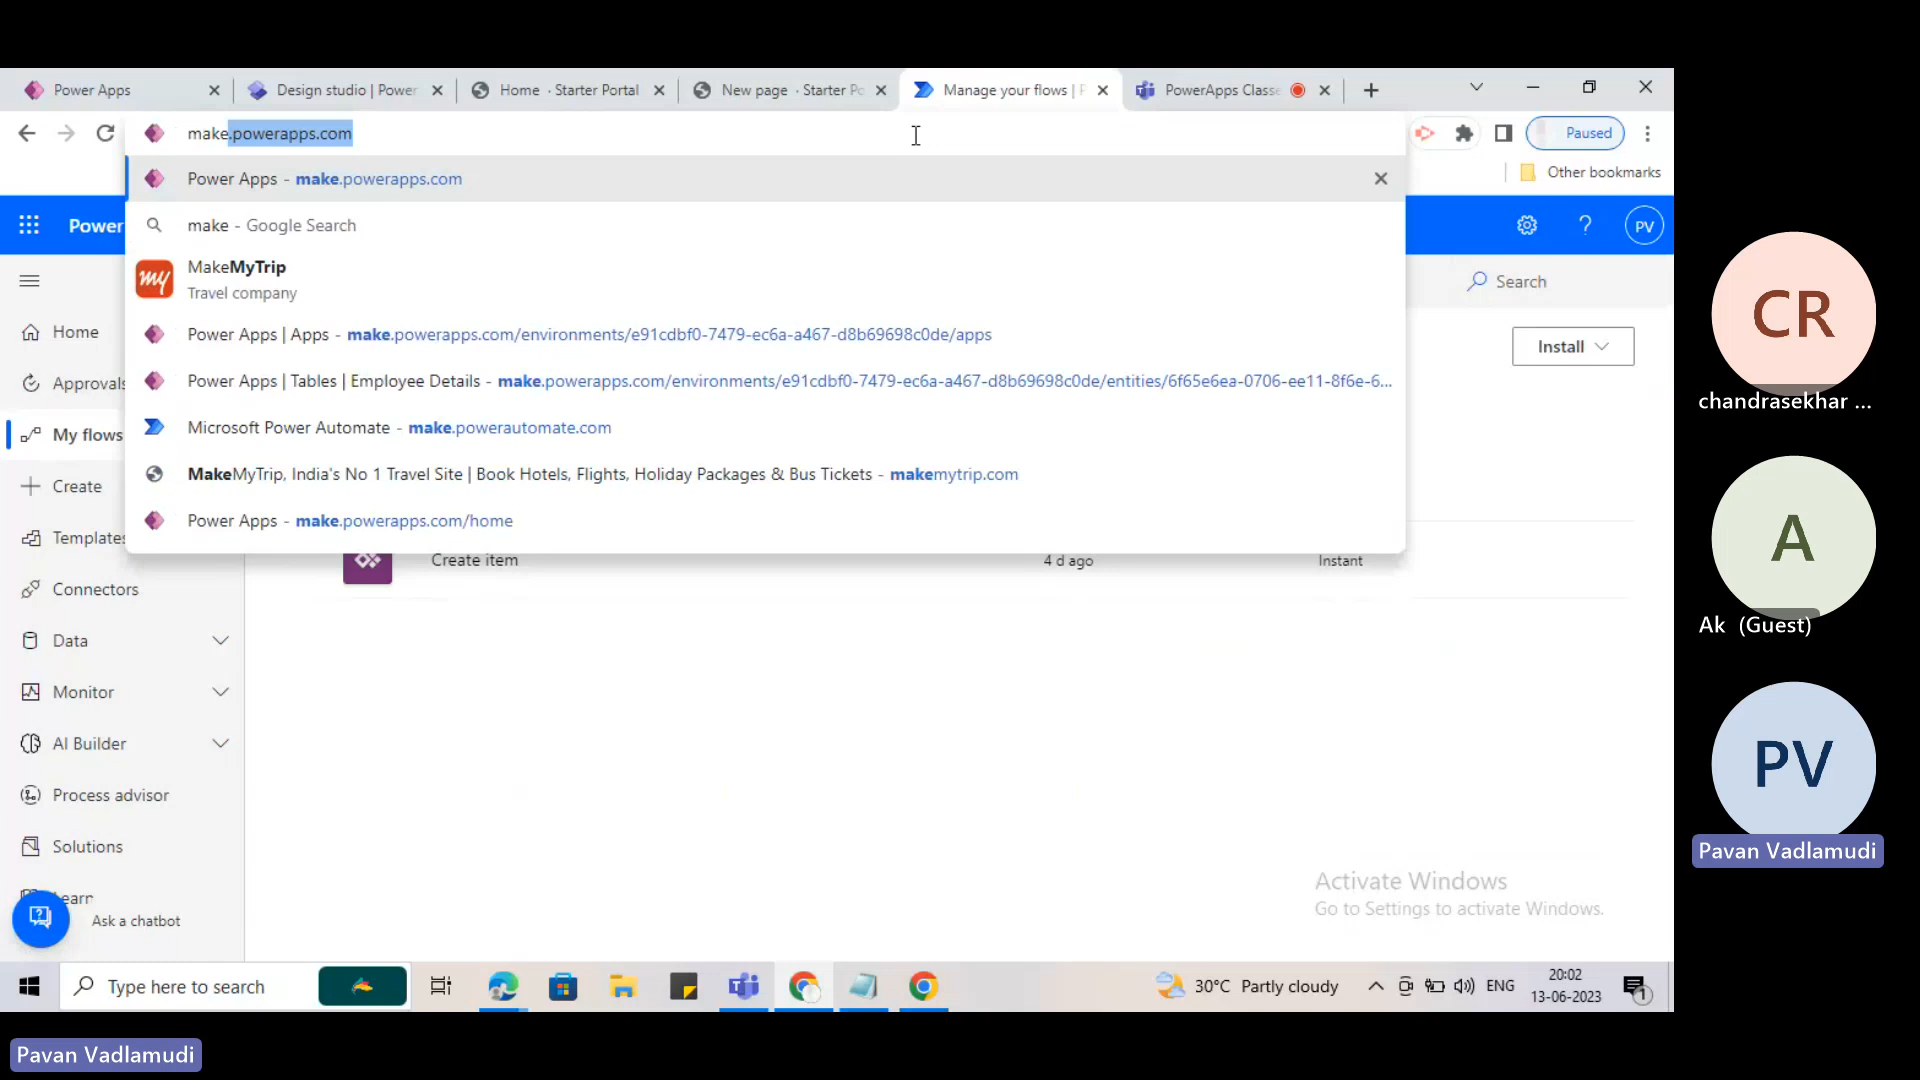 Power Apps
Design studio | Power
Home · Starter Portal
New page · Starter Po
Manage your flows | P
PowerApps Classe
make.powerapps.com
Paused
Power Apps - make.powerapps.com
Other bookmarks
Power
make - Google Search
PV
my
MakeMyTrip
Travel company
Search
Home
Power Apps | Apps - make.powerapps.com/environments/e91cdbf0-7479-ec6a-a467-d8b69698c0de/apps
Install
Approvals
Power Apps | Tables | Employee Details - make.powerapps.com/environments/e91cdbf0-7479-ec6a-a467-d8b69698c0de/entities/6f65e6ea-0706-ee11-8f6e-6...
My flows
Microsoft Power Automate - make.powerautomate.com
MakeMyTrip, India's No 1 Travel Site | Book Hotels, Flights, Holiday Packages & Bus Tickets - makemytrip.com
Create
Power Apps - make.powerapps.com/home
Templates
Create item
4 d ago
Instant
Connectors
Data
Monitor
AI Builder
Process advisor
Solutions
Learn
Ask a chatbot
Activate Windows
Go to Settings to activate Windows.
Type here to search
30°C Partly cloudy
ENG
20:02
13-06-2023
1
CR
chandrasekhar ...
A
Ak (Guest)
PV
Pavan Vadlamudi
Pavan Vadlamudi